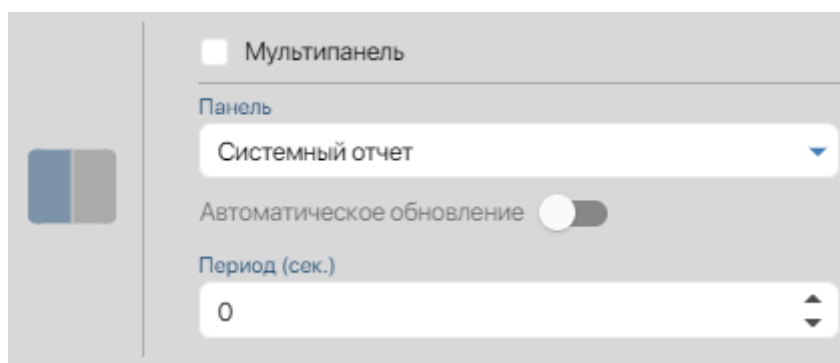 Мультипанель
Панель
Системный отчет
Автоматическое обновление
Период (сек.)
0